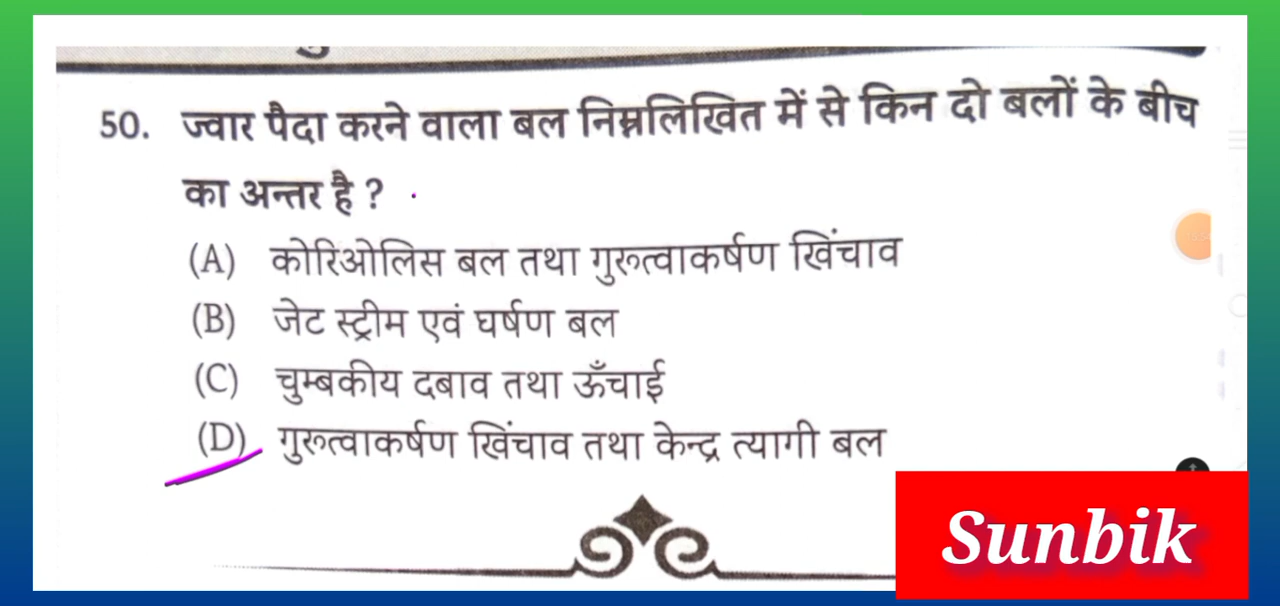 50. ज्वार पैदा करने वाला बल निम्नलिखित में से किन दो बलों के बीच
का अन्तर है ?
(A) कोरिओलिस बल तथा गुरुत्वाकर्षण खिंचाव
(B) जेट स्ट्रीम एवं घर्षण बल
(C) चुम्बकीय दबाव तथा ऊँचाई
(D) गुरुत्वाकर्षण खिंचाव तथा केन्द्र त्यागी बल
Sunbik